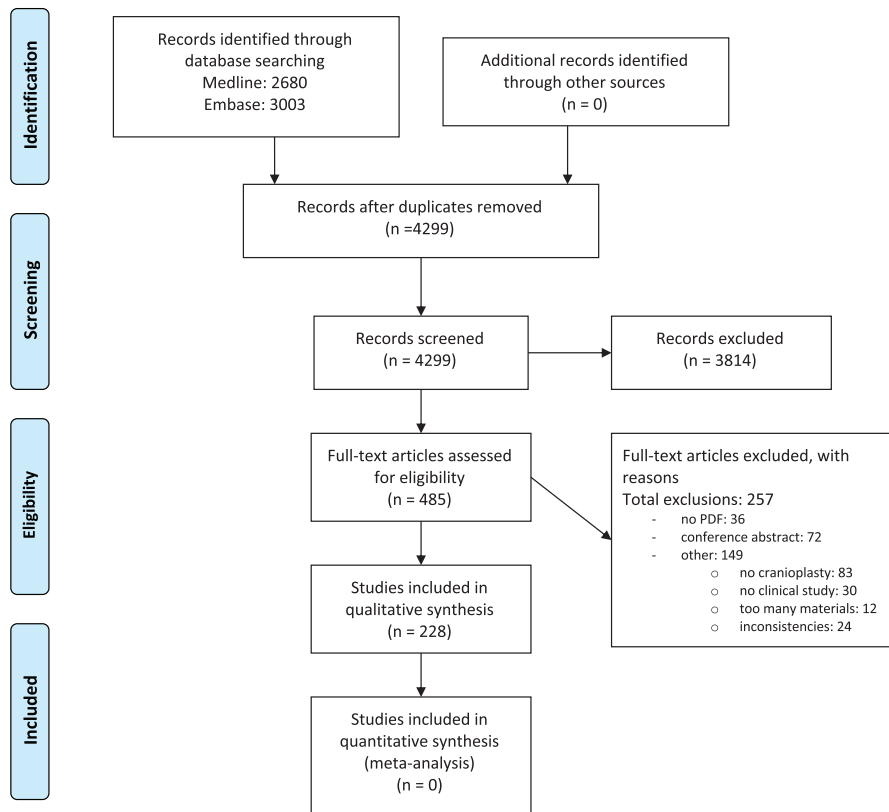 Identification
Records identified through
database searching
Medline: 2680
Embase: 3003
Additional records identified
through other sources
(n = 0)
Records after duplicates removed
(n =4299)
Screening
Records screened
(n = 4299)
Records excluded
(n = 3814)
Eligibility
Full-text articles assessed
for eligibility
(n = 485)
Full-text articles excluded, with
reasons
Total exclusions: 257
- no PDF: 36
- conference abstract: 72
- other: 149
o no cranioplasty: 83
o no clinical study: 30
o too many materials: 12
o inconsistencies: 24
Studies included in
qualitative synthesis
(n = 228)
Included
Studies included in
quantitative synthesis
(meta-analysis)
(n = 0)